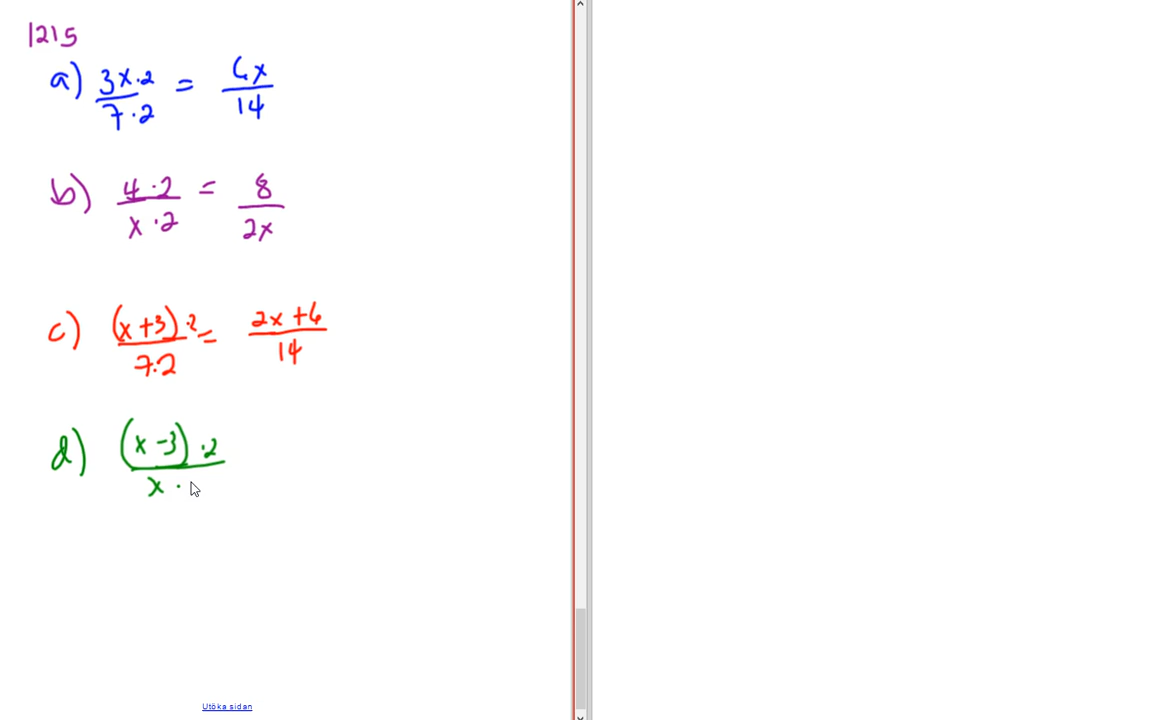 1215
a) 3x·2/7·2 = 6x/14
b) 4·2/x·2 = 8/2x
c) (x+3)·2/7·2 = 2x+6/14
d) (x-3)·2/x·
Utöka sidan